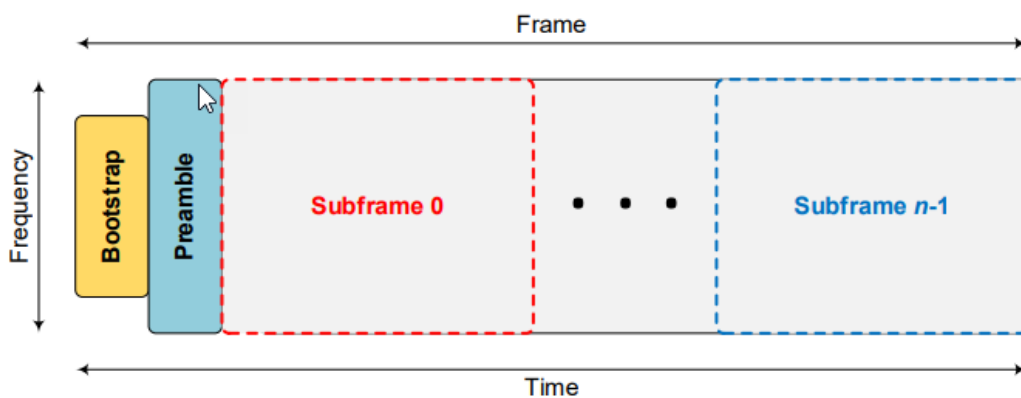 Frame
Frequency
Bootstrap
Preamble
Subframe 0
Subframe n-1
Time